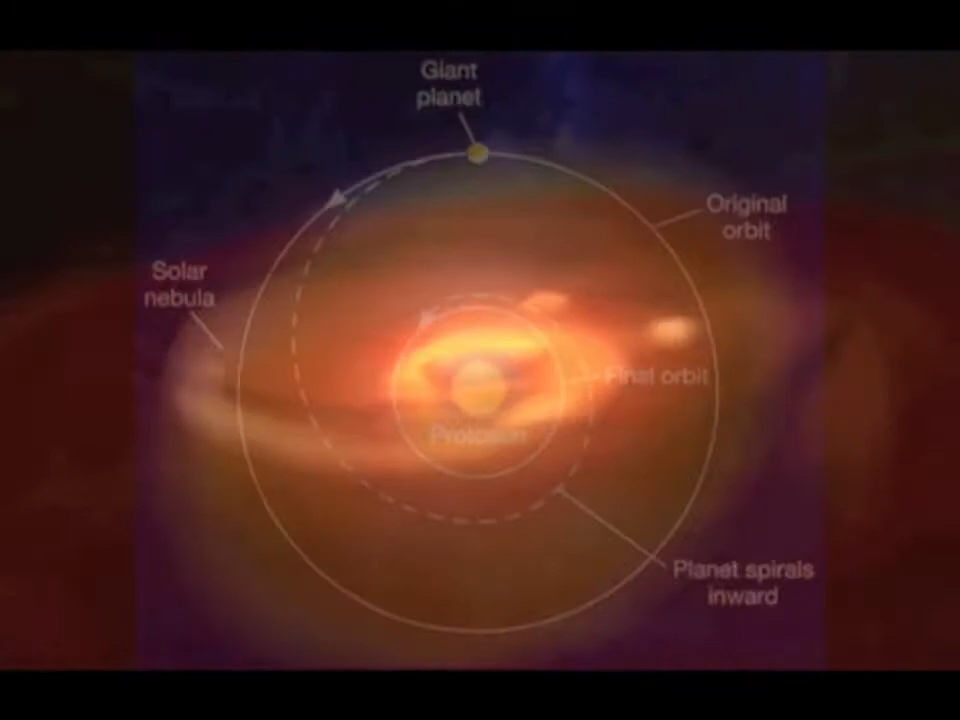 Giant
planet
Original
orbit
Solar
nebula
Final orbit
Protosun
Planet spirals
inward